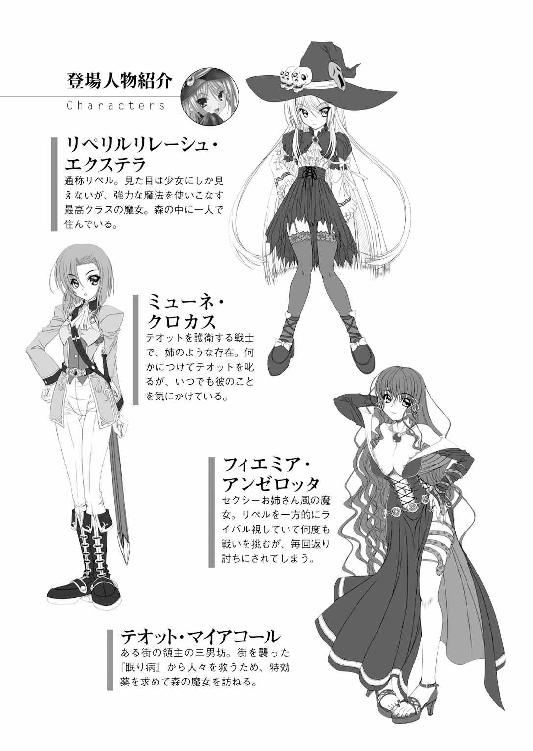 登場人物紹介
Characters
リペリルリレーシュ・
エクステラ
通称リペル。見た目は少女にしか見
えないが、強力な魔法を使いこなす
最高クラスの魔女。森の中に一人で
住んでいる。
ミューネ・
クロカス
テオットを護衛する戦士
で、姉のような存在。何
かにつけてテオットを叱
るが、いつでも彼のこと
を気にかけている。
フィエミア・
アンゼロッタ
セクシーお姉さん風の魔
女。リペルを一方的にラ
イバル視していて何度も
戦いを挑むが、毎回返り
討ちにされてしまう。
テオット・マイアコール
ある街の領主の三男坊。街を襲った
『眠り病』から人々を救うため、特効
薬を求めて森の魔女を訪ねる。